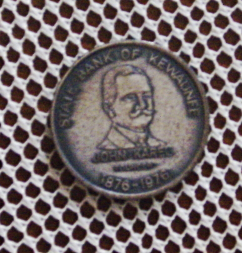 STATE BANK OF KEWAUNEE
JOHN
1876-1976